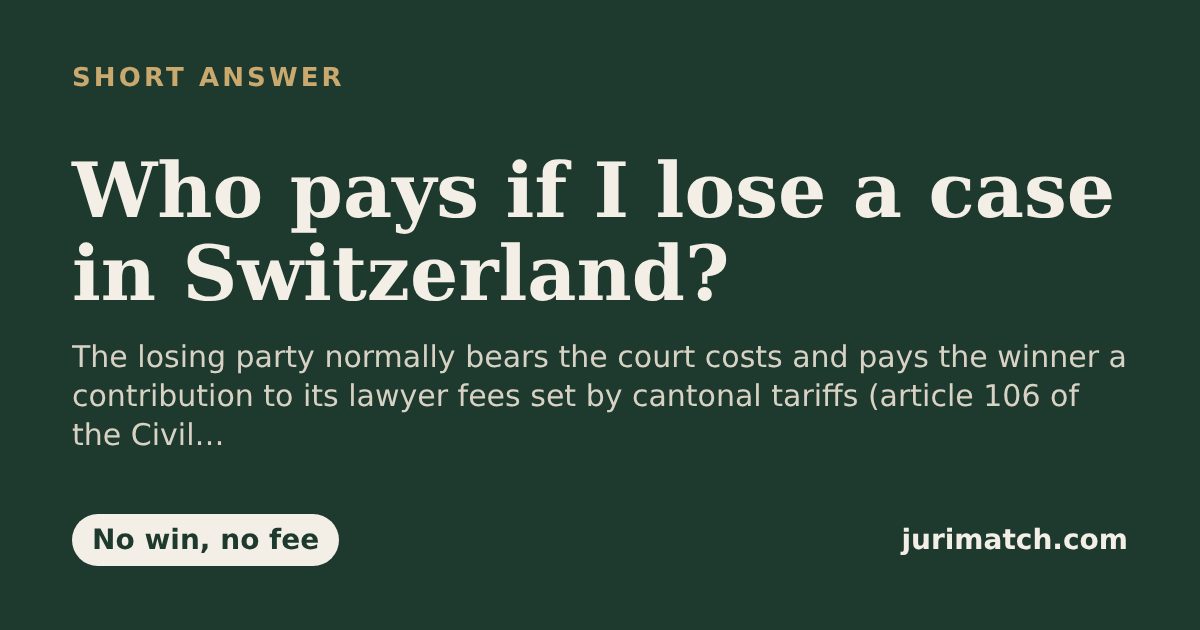 SHORT ANSWER
Who pays if I lose a case
in Switzerland?
The losing party normally bears the court costs and pays the winner a
contribution to its lawyer fees set by cantonal tariffs (article 106 of
the Civil...
No win, no fee
jurimatch.com